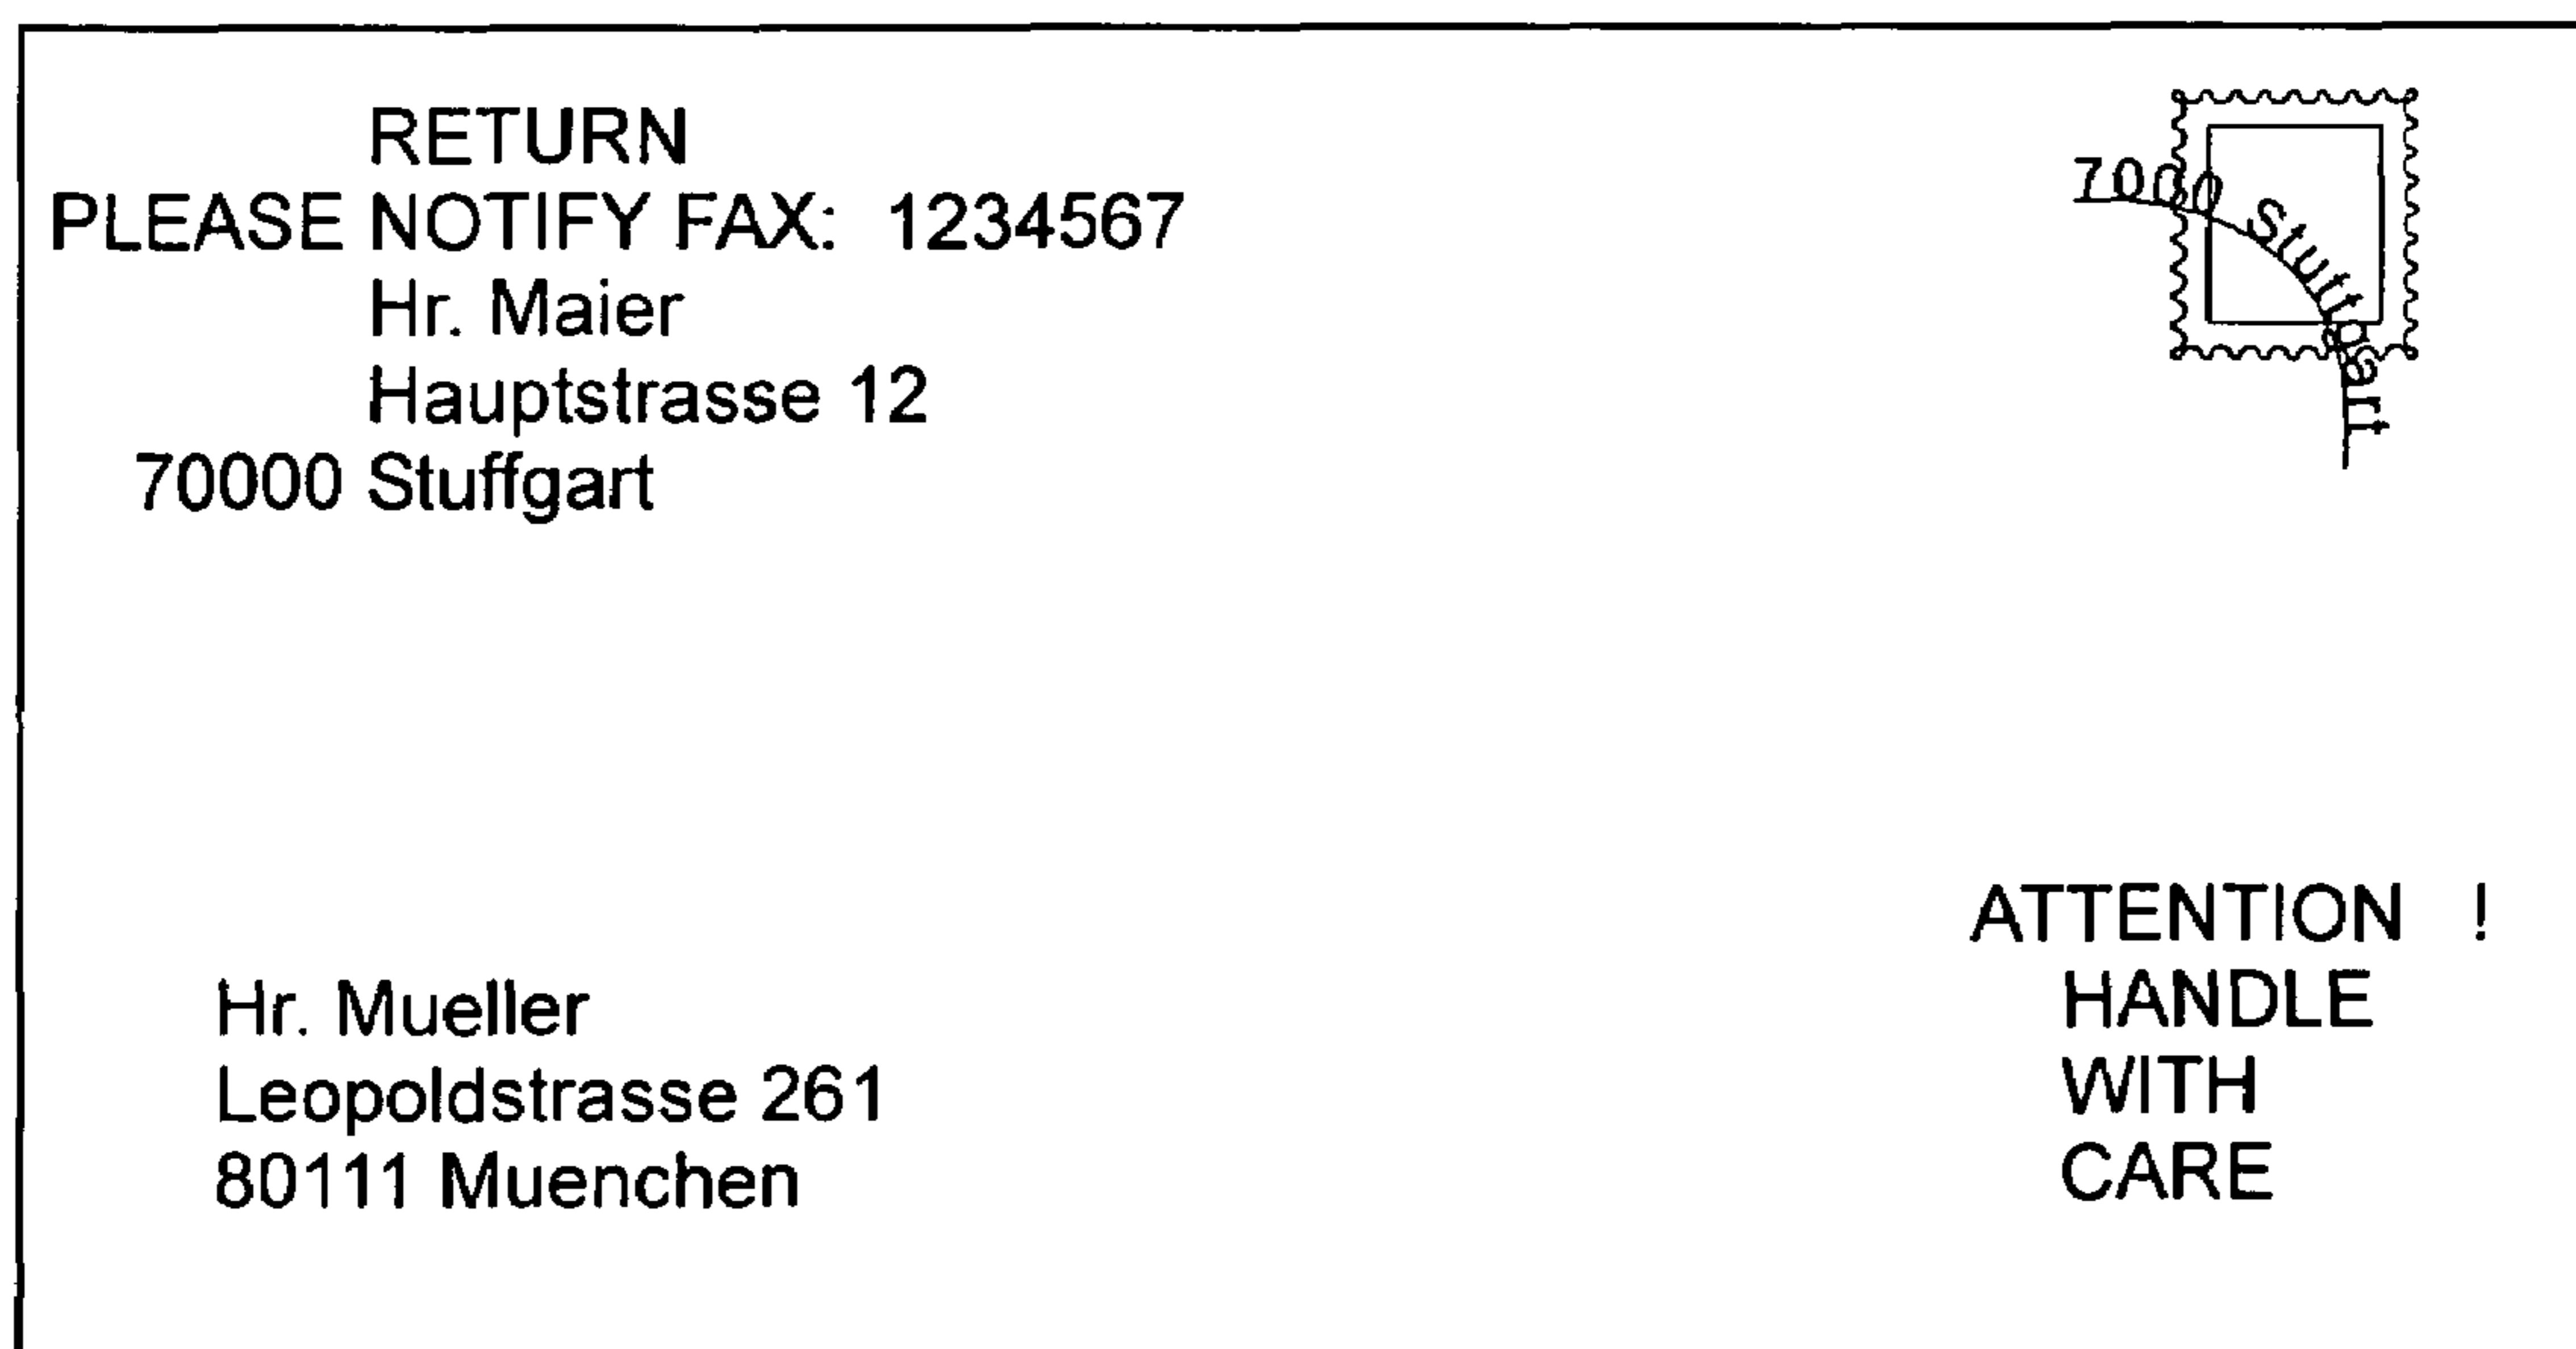 RETURN
PLEASE NOTIFY FAX: 1234567
Hr. Maier
Hauptstrasse 12
70000 Stuffgart
7000 Stuttgart
ATTENTION !
HANDLE
WITH
CARE
Hr. Mueller
Leopoldstrasse 261
80111 Muenchen